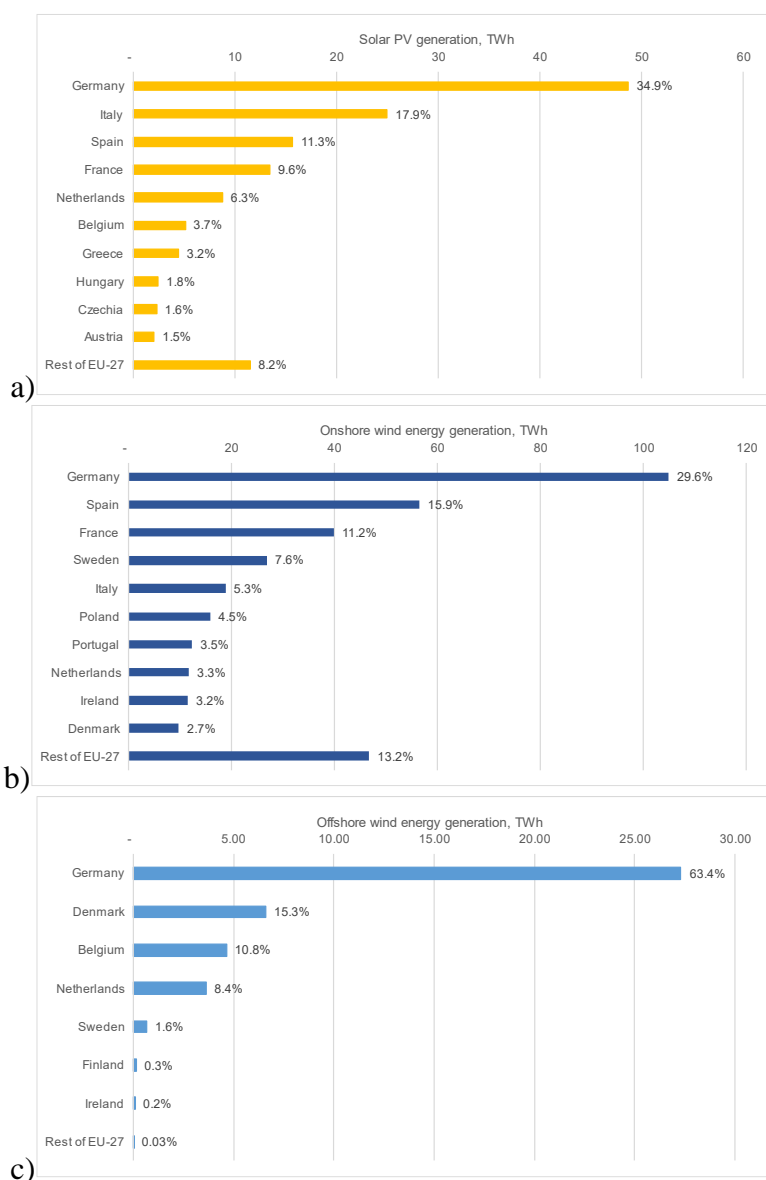 Solar PV generation, TWh
- 10 20 30 40 50 60
Germany 34.9%
Italy 17.9%
Spain 11.3%
France 9.6%
Netherlands 6.3%
Belgium 3.7%
Greece 3.2%
Hungary 1.8%
Czechia 1.6%
Austria 1.5%
Rest of EU-27 8.2%
a)
Onshore wind energy generation, TWh
- 20 40 60 80 100 120
Germany 29.6%
Spain 15.9%
France 11.2%
Sweden 7.6%
Italy 5.3%
Poland 4.5%
Portugal 3.5%
Netherlands 3.3%
Ireland 3.2%
Denmark 2.7%
Rest of EU-27 13.2%
b)
Offshore wind energy generation, TWh
- 5.00 10.00 15.00 20.00 25.00 30.00
Germany 63.4%
Denmark 15.3%
Belgium 10.8%
Netherlands 8.4%
Sweden 1.6%
Finland 0.3%
Ireland 0.2%
Rest of EU-27 0.03%
c)